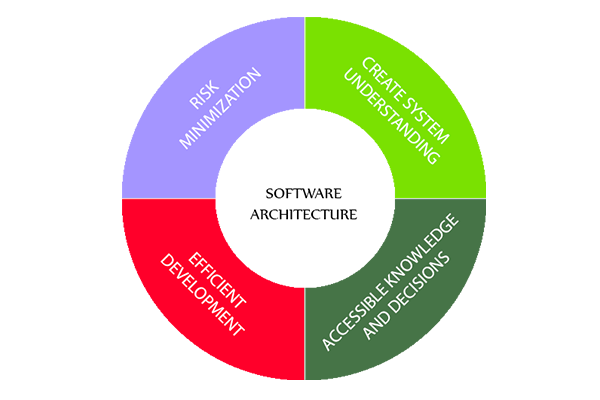 RISK
MINIMIZATION
CREATE SYSTEM
UNDERSTANDING
SOFTWARE
ARCHITECTURE
EFFICIENT
DEVELOPMENT
ACCESSIBLE KNOWLEDGE
AND DECISIONS